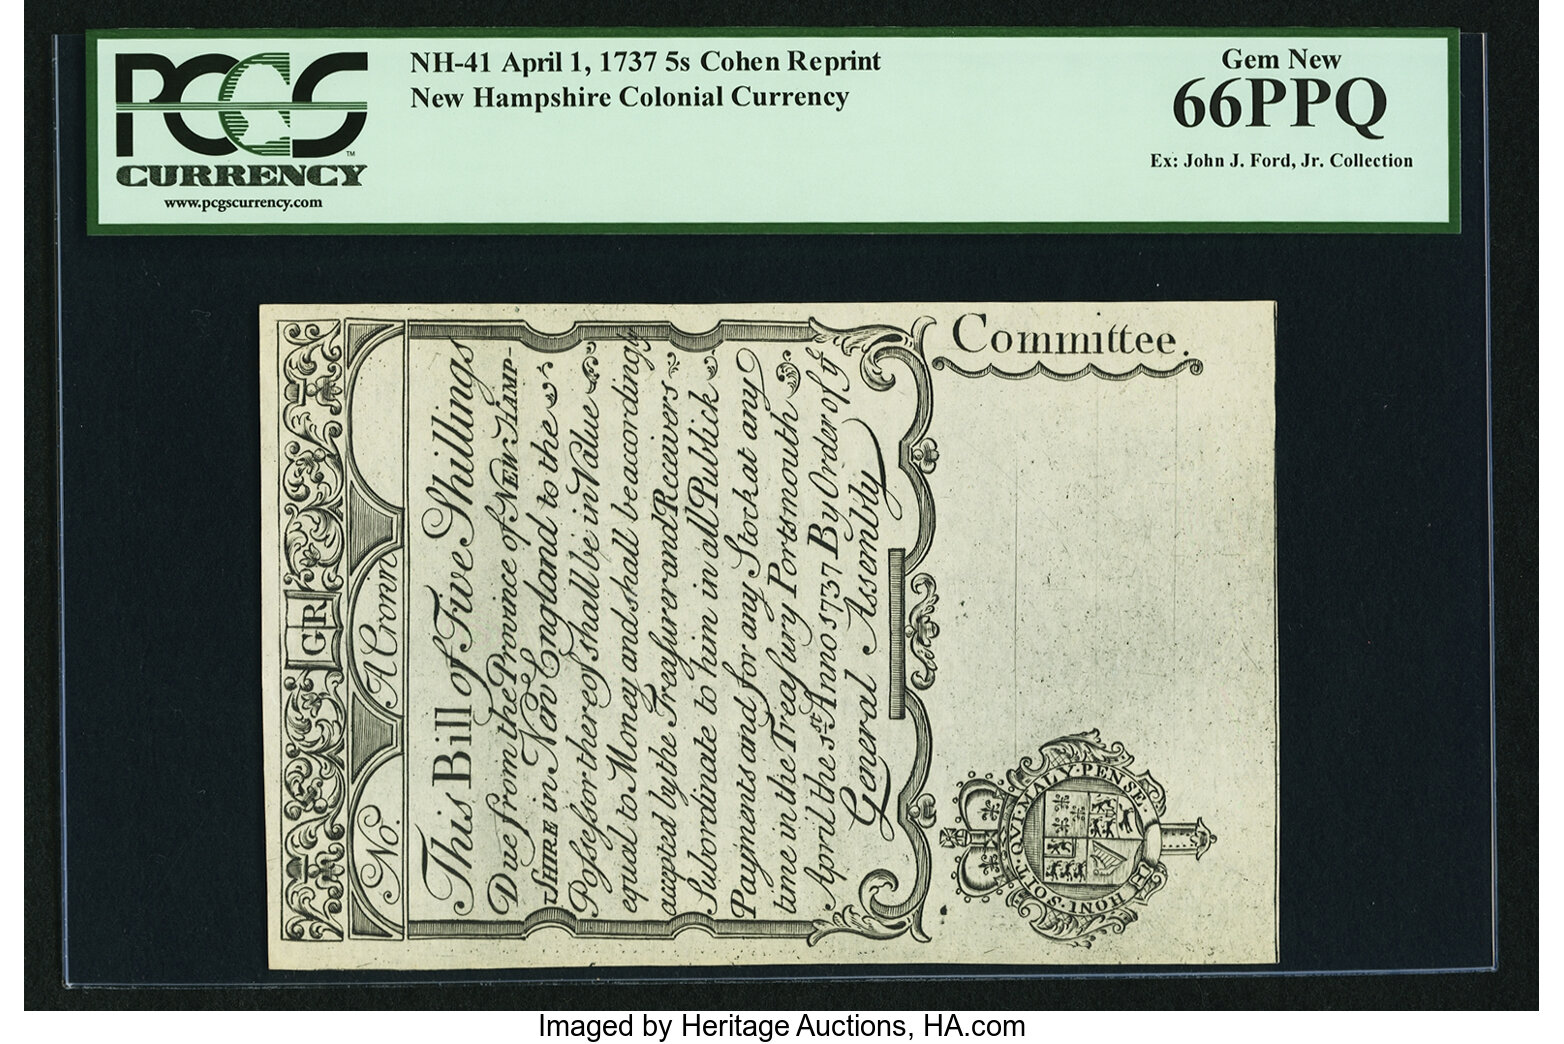 PCGS
CURRENCY
www.pcgscurrency.com
NH-41 April 1, 1737 5s Cohen Reprint
New Hampshire Colonial Currency
Gem New
66PPQ
Ex: John J. Ford, Jr. Collection
GR
No.
A Crown
This Bill of Five Shillings
Due from the Province of NEW HAMP-
SHIRE in New England to the
Poſseſsor thereof ſhall be in Value
equal to Money and ſhall be accordingly
accepted by the Treaſurer and Receivers
Subordinate to him in all Publick
Payments and for any Stock at any
time in the Treaſury Portsmouth
April the 1st Anno 1737 By Order of ye
General Aſsembly
Committee.
HONI·SOIT·QVI·MAL·Y·PENSE·
Imaged by Heritage Auctions, HA.com